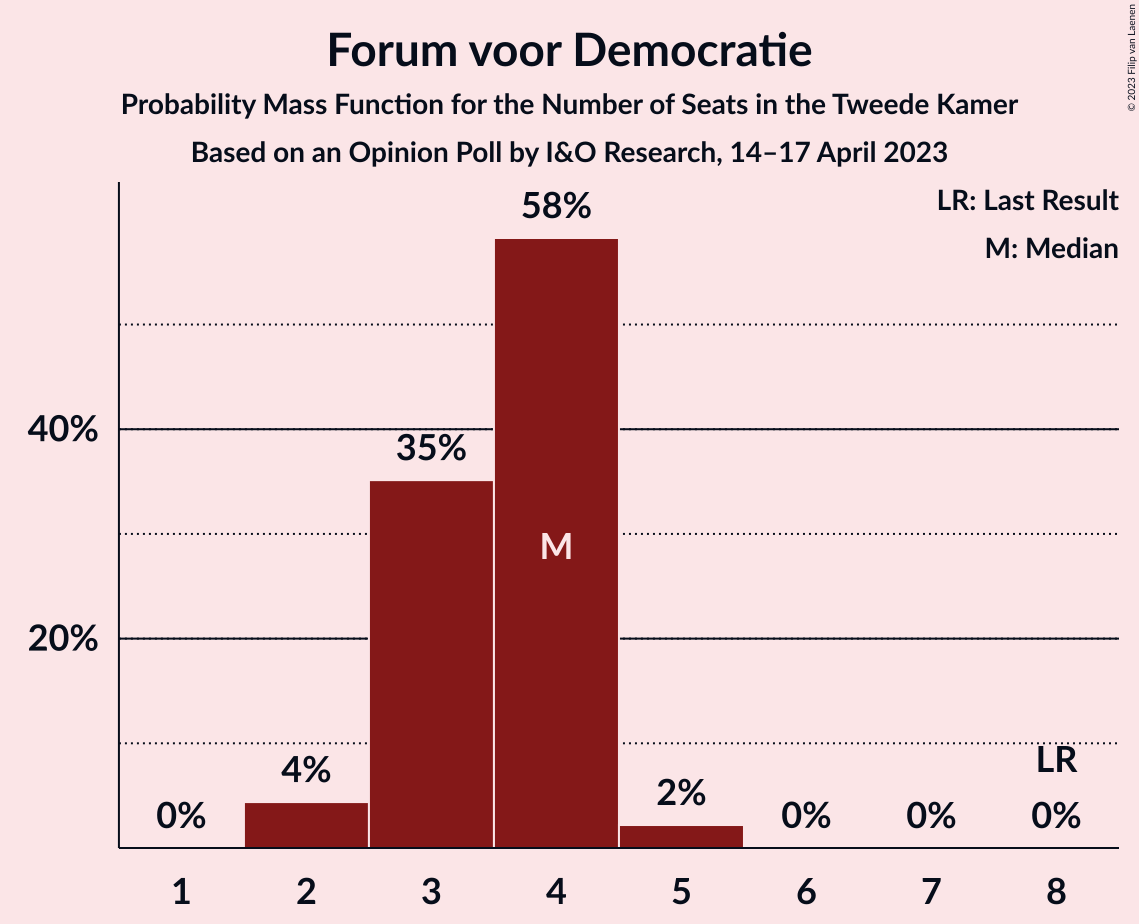 Forum voor Democratie
Probability Mass Function for the Number of Seats in the Tweede Kamer
Based on an Opinion Poll by I&O Research, 14–17 April 2023
© 2023 Filip van Laenen
LR: Last Result
M: Median
58%
40%
35%
M
20%
4%
2%
LR
0%
0%
0%
0%
1 2 3 4 5 6 7 8